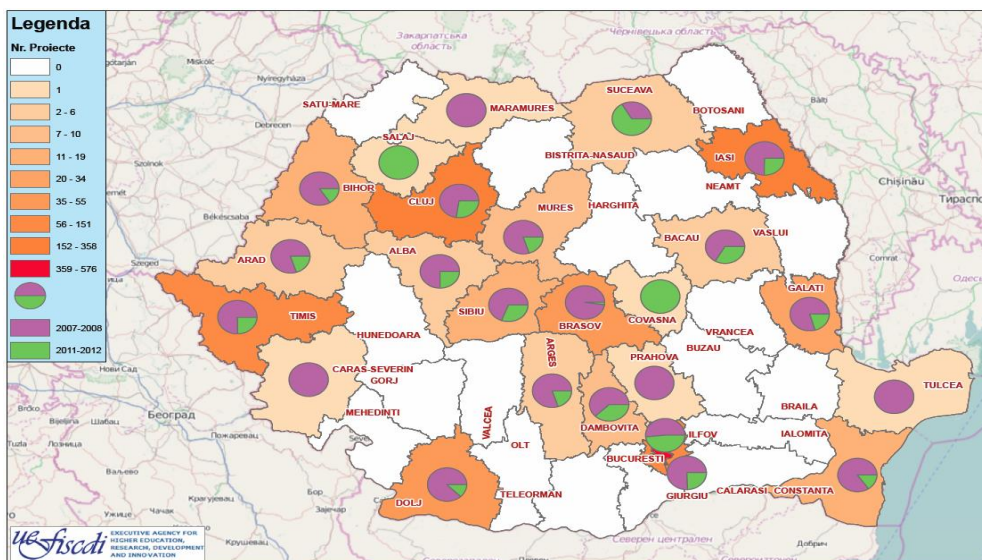 Legenda
Nr. Proiecte
0
1
2 - 6
7 - 10
11 - 19
20 - 34
35 - 55
56 - 151
152 - 358
359 - 576
2007-2008
2011-2012
Закарпатська
область
Чернівецька область
Miskolc
Nyíregyháza
Debrecen
Szolnok
Békéscsaba
Szeged
Bălți
Chișinău
Тирасполь
Comrat
Нови Сад
Београд
Пожаревац
Ваљево
Крагујевац
Ужице
Чачак
Бор
Зајечар
Крушевац
Северен централен
Добрич
SATU-MARE
MARAMURES
SUCEAVA
BOTOSANI
SALAJ
BISTRITA-NASAUD
IASI
BIHOR
CLUJ
NEAMT
MURES
HARGHITA
ARAD
ALBA
BACAU
VASLUI
TIMIS
SIBIU
BRASOV
COVASNA
GALATI
HUNEDOARA
VRANCEA
CARAS-SEVERIN
GORJ
ARGES
PRAHOVA
BUZAU
TULCEA
MEHEDINTI
VALCEA
DAMBOVITA
BRAILA
OLT
ILFOV
IALOMITA
BUCURESTI
DOLJ
TELEORMAN
GIURGIU
CALARASI
CONSTANTA
uefiscdi
EXECUTIVE AGENCY FOR
HIGHER EDUCATION,
RESEARCH, DEVELOPMENT
AND INNOVATION